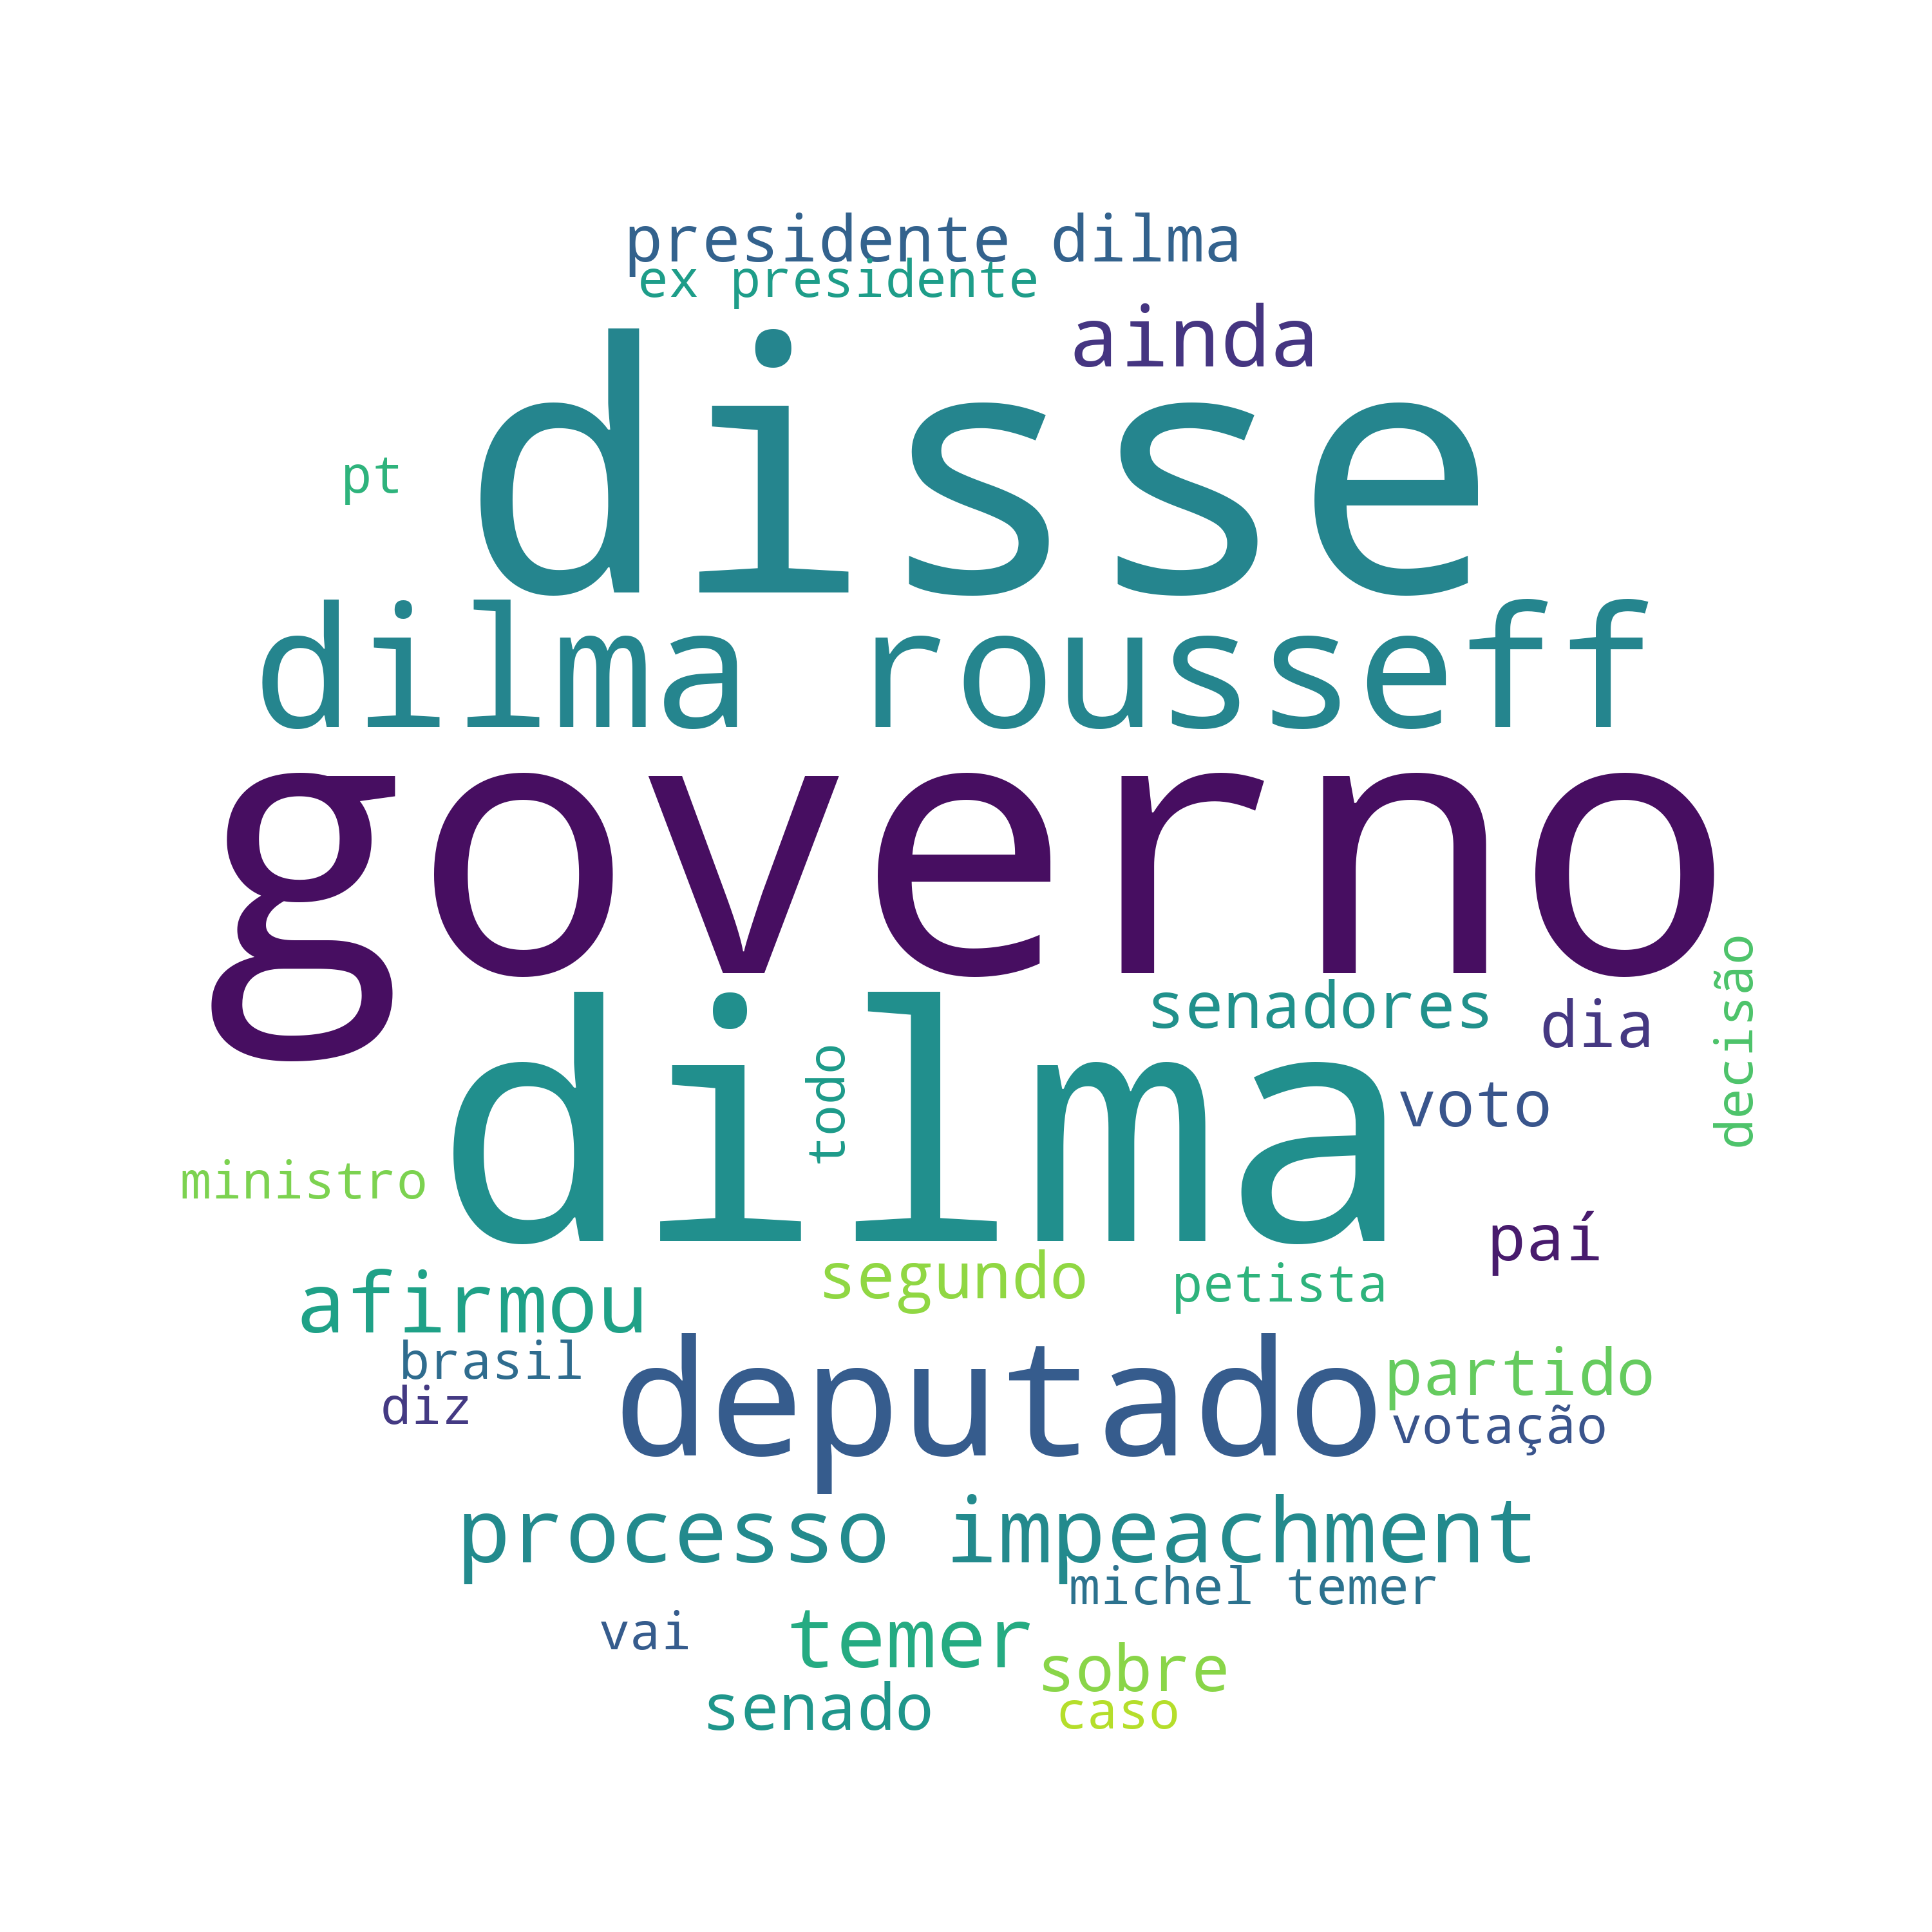 presidente dilma
ex presidente
ainda
disse
pt
dilma rousseff
governo
decisão
senadores
dia
dilma
todo
voto
ministro
paí
segundo
petista
afirmou
brasil
diz
deputado
partido
votação
processo impeachment
michel temer
vai
temer
sobre
senado
caso